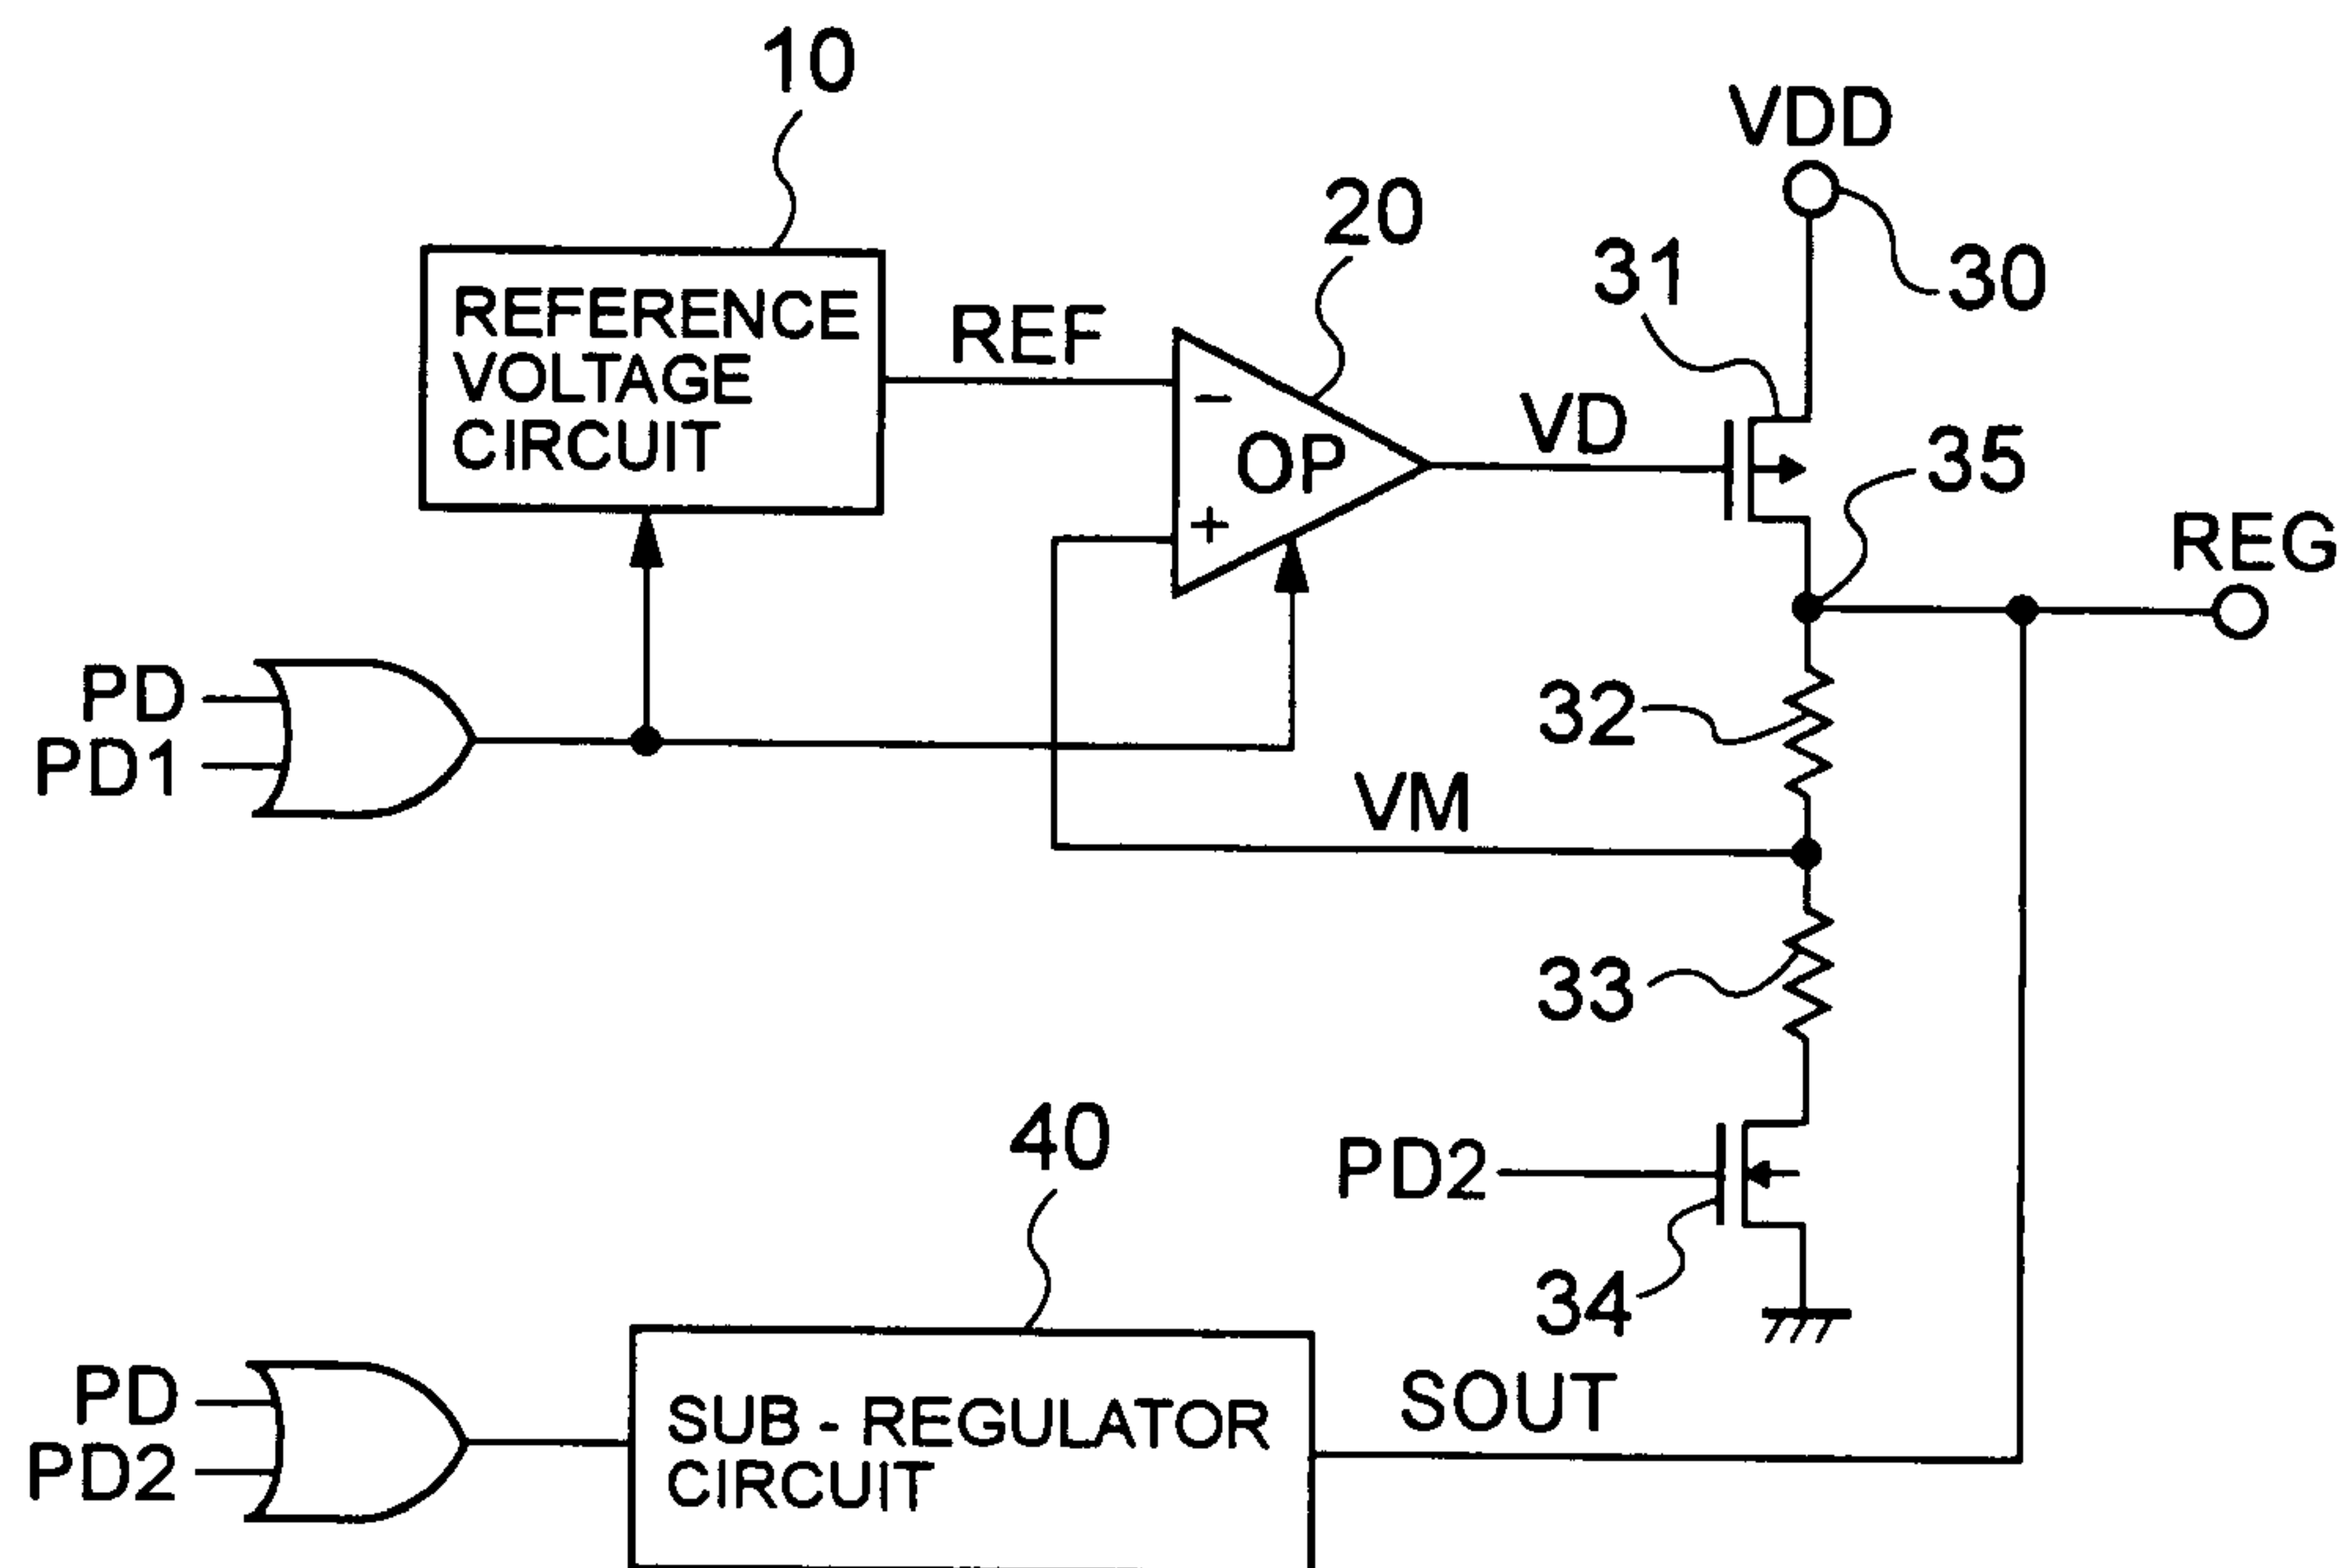 10
VDD
20
31
30
REFERENCE
VOLTAGE
CIRCUIT
REF
−
OP
+
VD
35
REG
PD
PD1
32
VM
33
40
PD2
34
PD
PD2
SUB - REGULATOR
CIRCUIT
SOUT